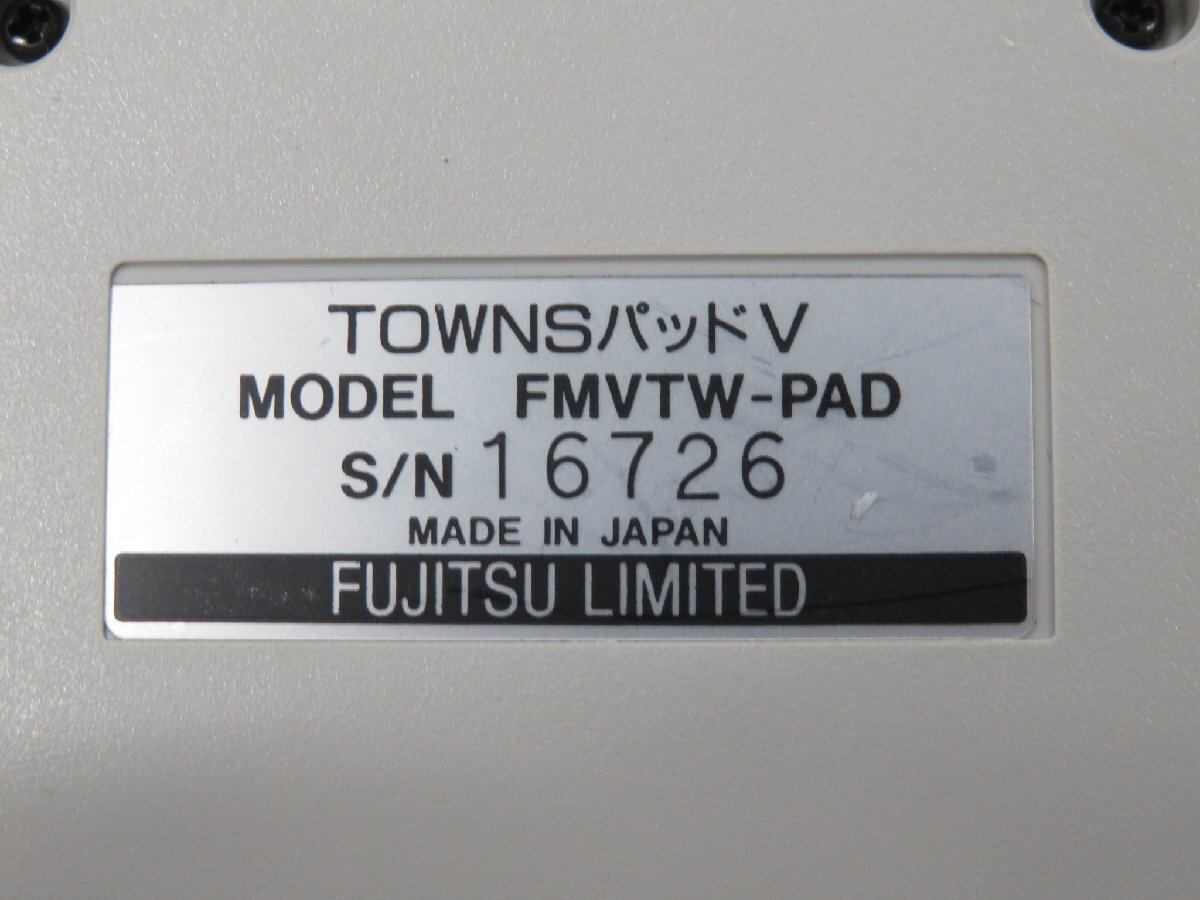 TOWNSパッドV
MODEL FMVTW-PAD
S/N 16726
MADE IN JAPAN
FUJITSU LIMITED